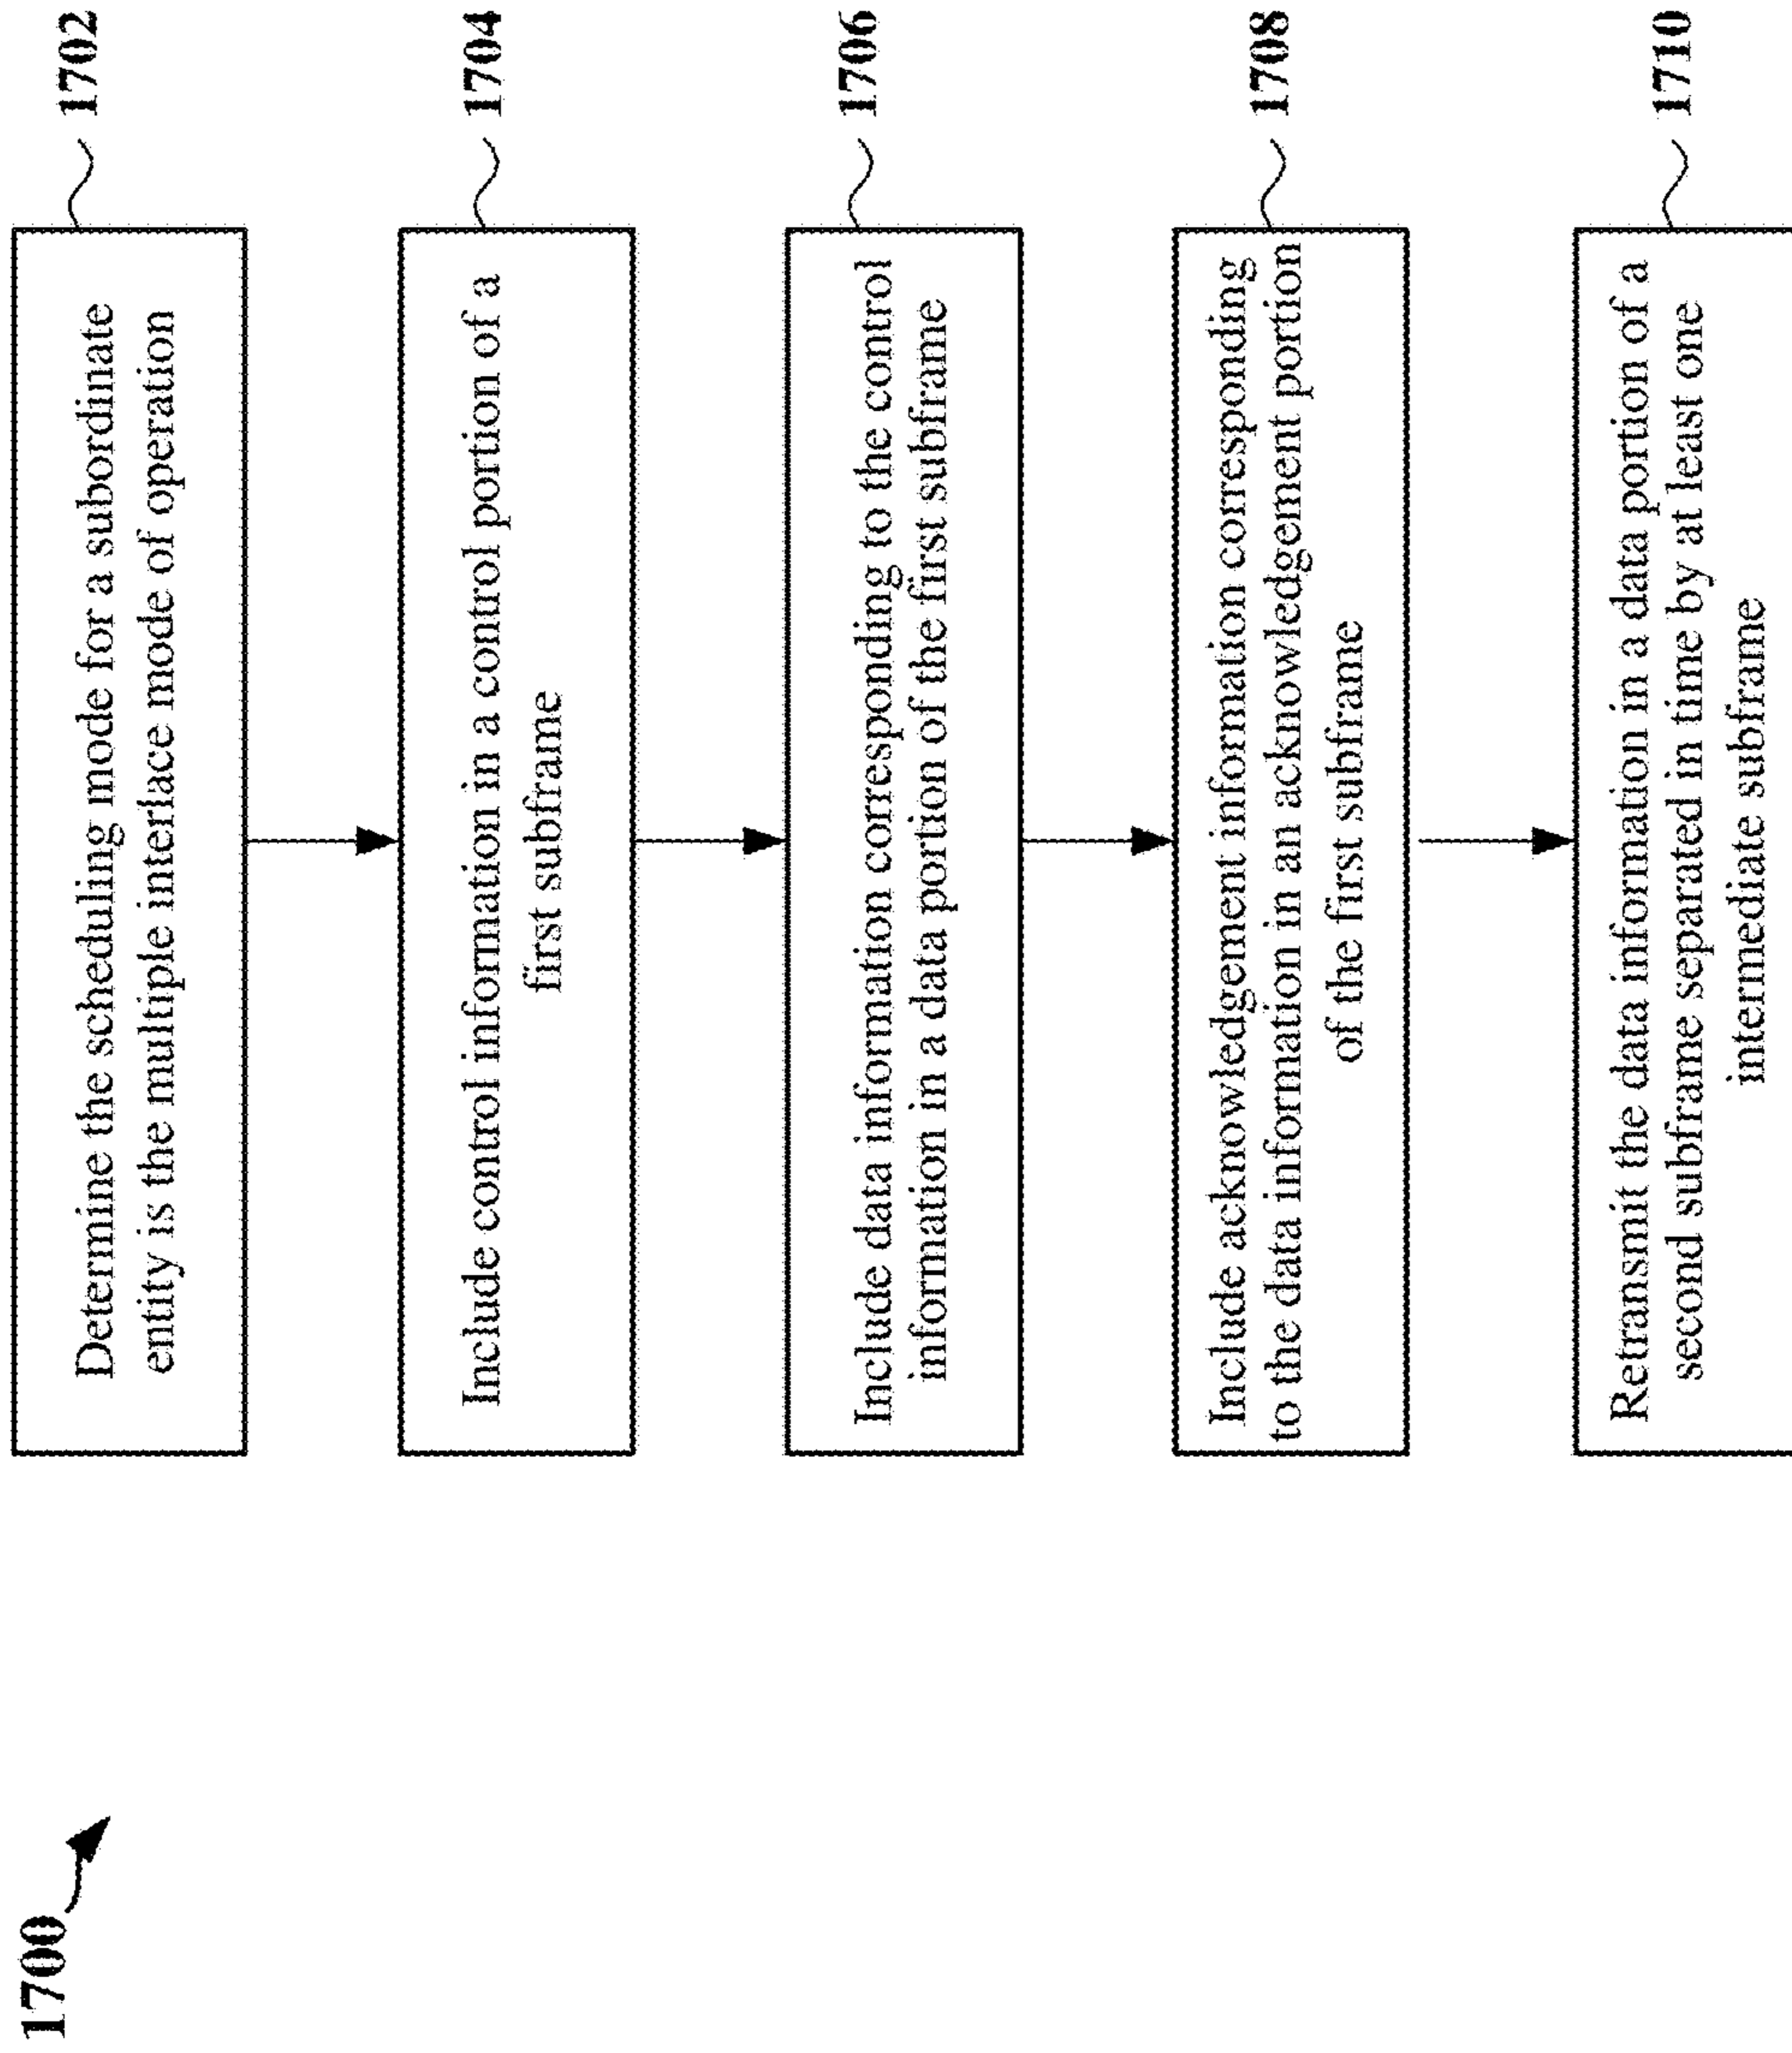 1700
Determine the scheduling mode for a subordinate
entity is the multiple interlace mode of operation
1702
Include control information in a control portion of a
first subframe
1704
Include data information corresponding to the control
information in a data portion of the first subframe
1706
Include acknowledgement information corresponding
to the data information in an acknowledgement portion
of the first subframe
1708
Retransmit the data information in a data portion of a
second subframe separated in time by at least one
intermediate subframe
1710